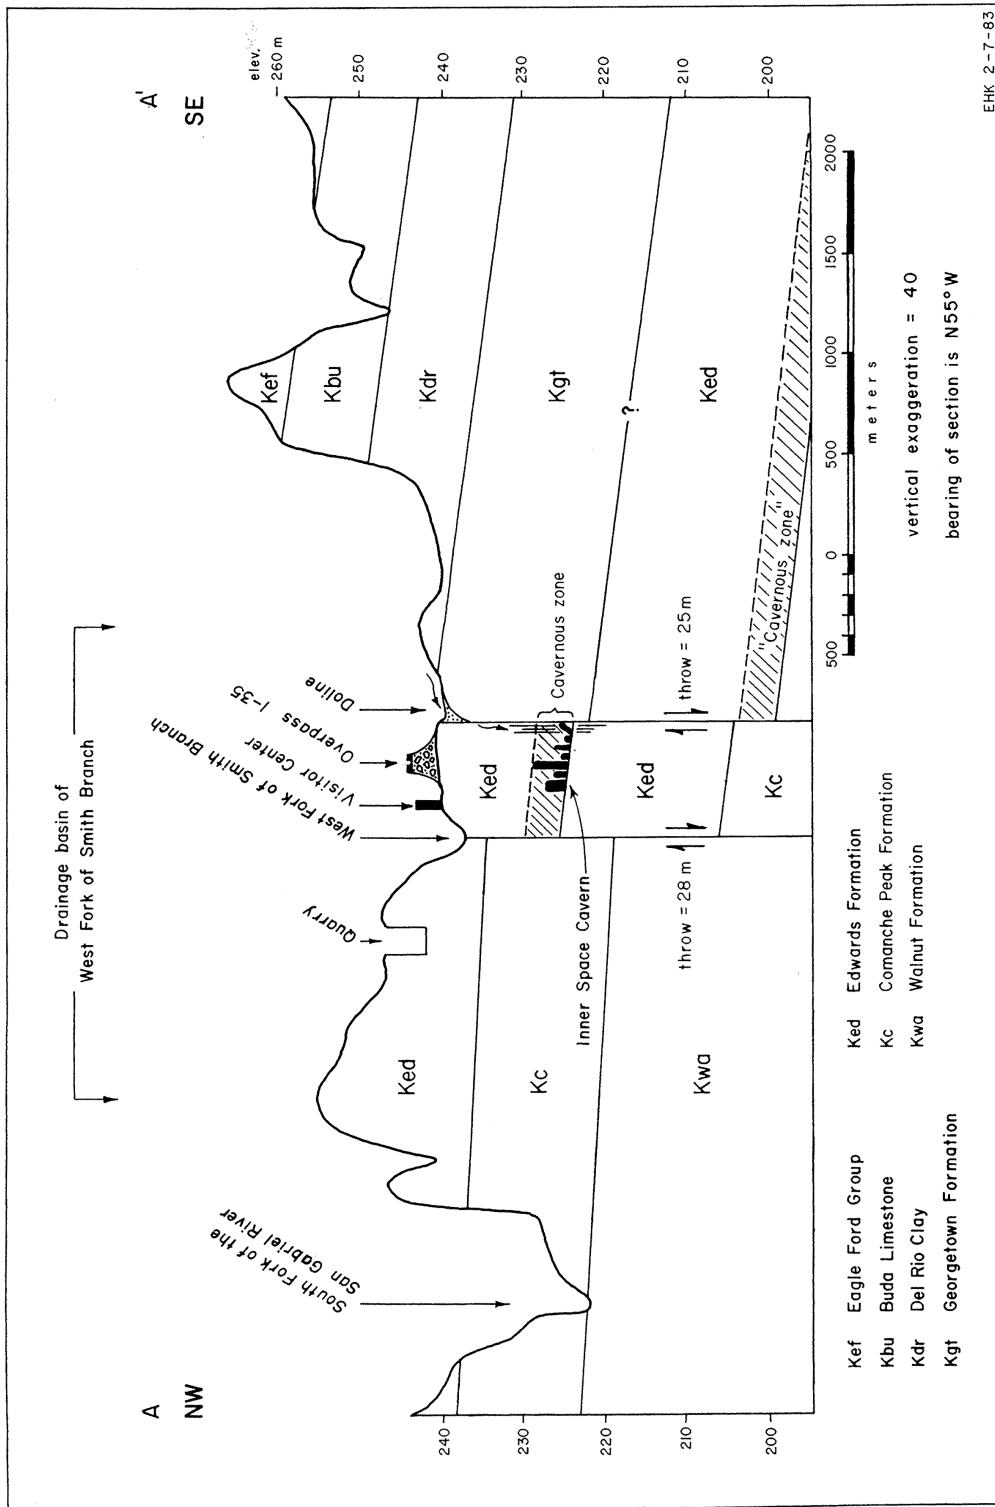 A
NW
A'
SE
Drainage basin of
West Fork of Smith Branch
South Fork of the
San Gabriel River
Quarry
West Fork of Smith Branch
Visitor Center
Overpass I-35
Doline
elev.
260 m
250
240
230
220
210
200
240
230
220
210
200
Ked
Kc
Kwa
Inner Space Cavern
throw = 28 m
Ked
Ked
Kc
Cavernous zone
throw = 25 m
"Cavernous zone"
Kef
Kbu
Kdr
Kgt
?
Ked
500
0
500
1000
1500
2000
meters
vertical exaggeration = 40
bearing of section is N55°W
Kef Eagle Ford Group
Kbu Buda Limestone
Kdr Del Rio Clay
Kgt Georgetown Formation
Ked Edwards Formation
Kc Comanche Peak Formation
Kwa Walnut Formation
EHK 2-7-83